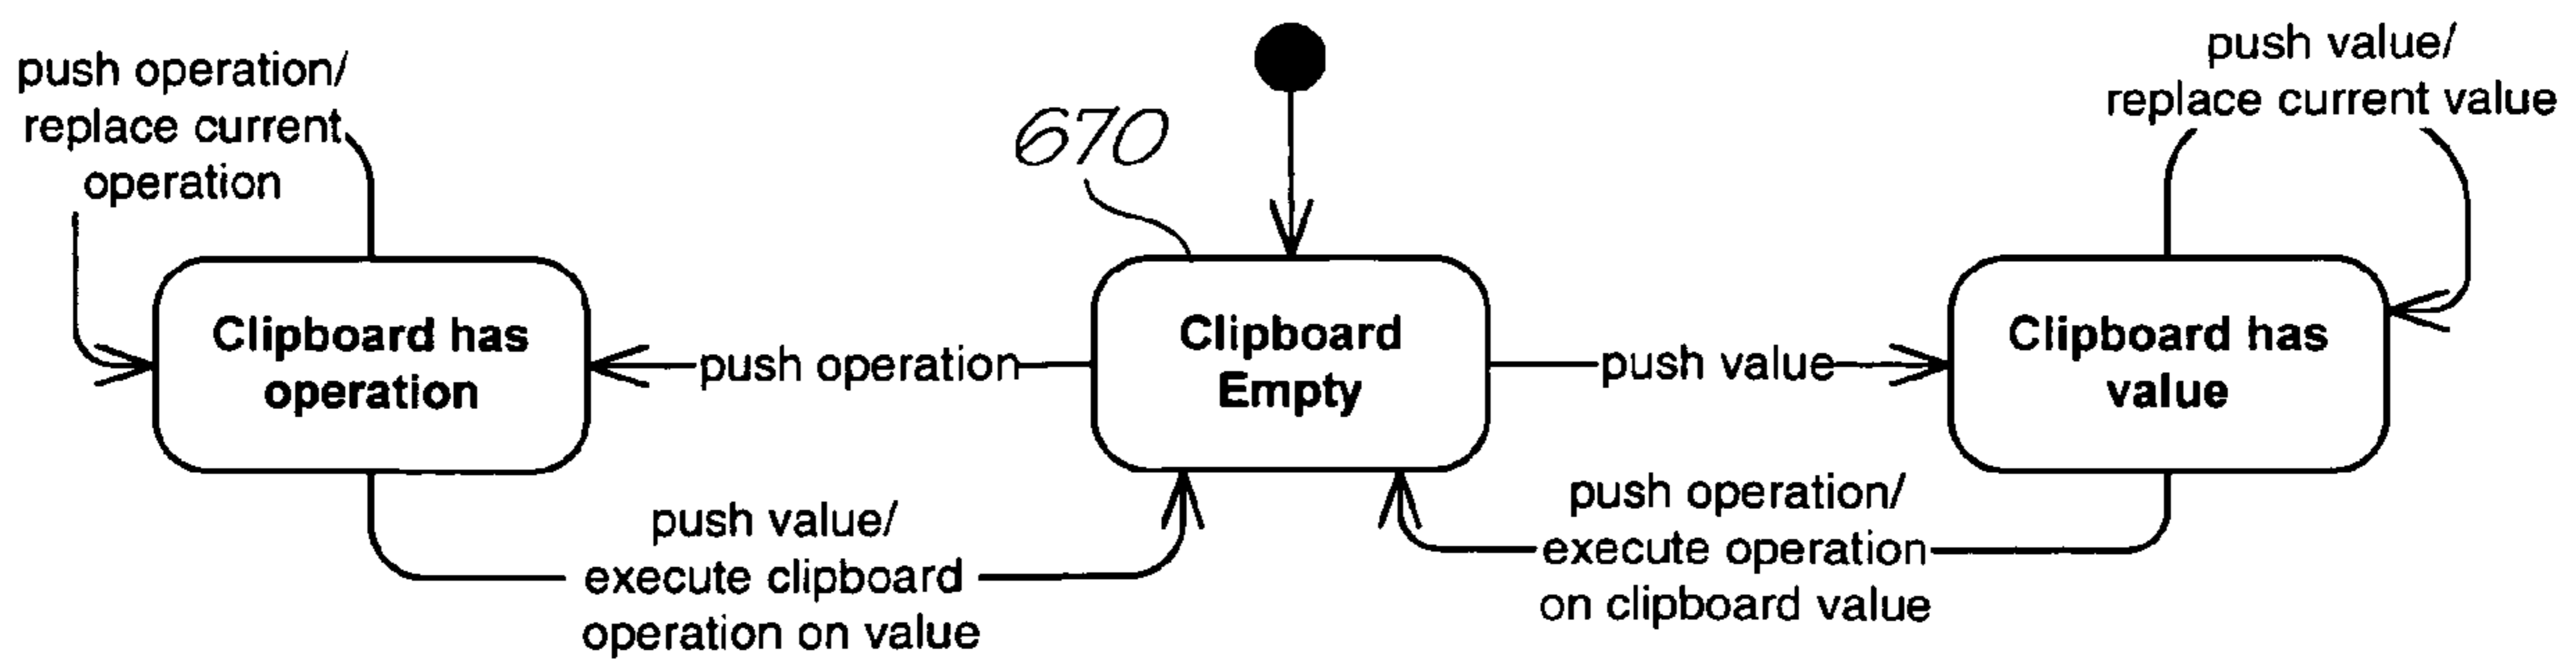 push operation/
replace current
operation
670
push value/
replace current value
Clipboard has
operation
push operation
Clipboard
Empty
push value
Clipboard has
value
push value/
execute clipboard
operation on value
push operation/
execute operation
on clipboard value